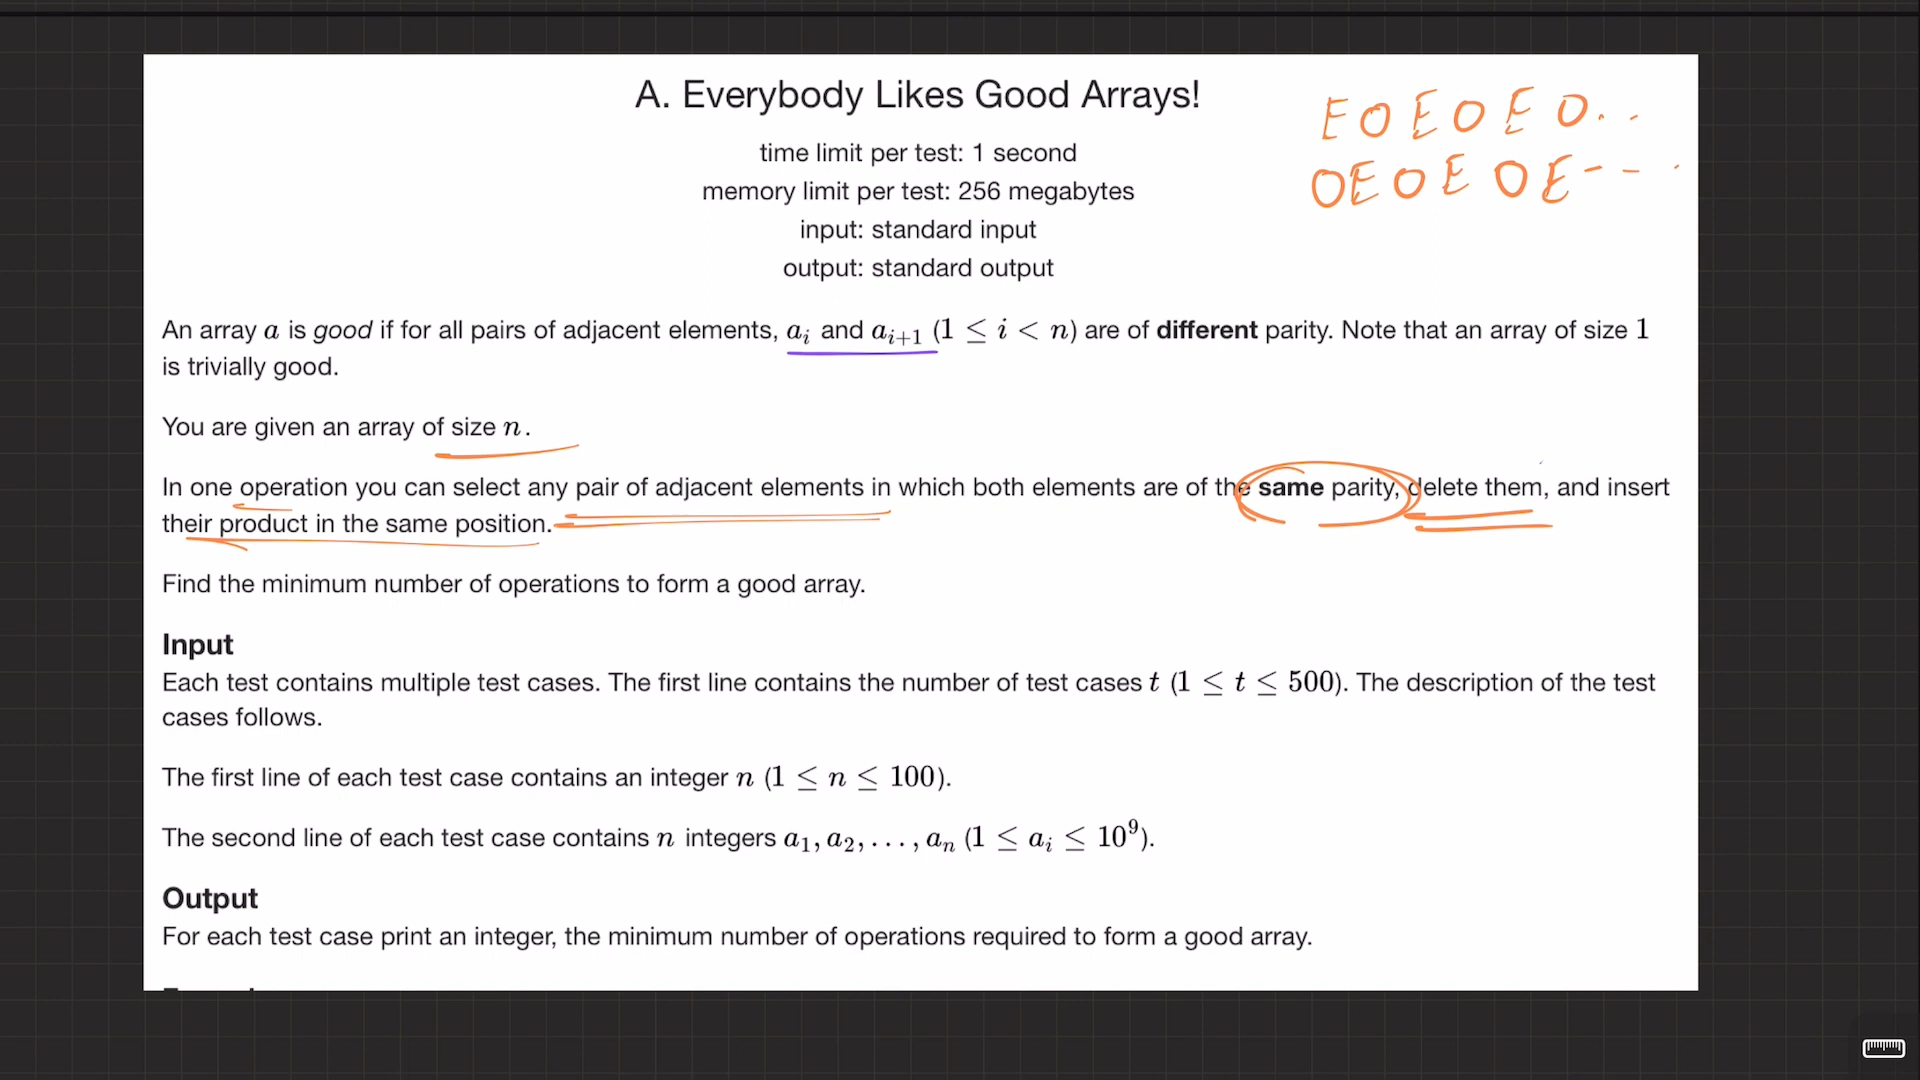 A. Everybody Likes Good Arrays!
E O E O E O . . .
O E O E O E - - -
time limit per test: 1 second
memory limit per test: 256 megabytes
input: standard input
output: standard output
An array a is good if for all pairs of adjacent elements, a_i and a_{i+1} (1 ≤ i < n) are of different parity. Note that an array of size 1
is trivially good.
You are given an array of size n.
In one operation you can select any pair of adjacent elements in which both elements are of the same parity, delete them, and insert
their product in the same position.
Find the minimum number of operations to form a good array.
Input
Each test contains multiple test cases. The first line contains the number of test cases t (1 ≤ t ≤ 500). The description of the test
cases follows.
The first line of each test case contains an integer n (1 ≤ n ≤ 100).
The second line of each test case contains n integers a_1, a_2, . . . , a_n (1 ≤ a_i ≤ 10^9).
Output
For each test case print an integer, the minimum number of operations required to form a good array.